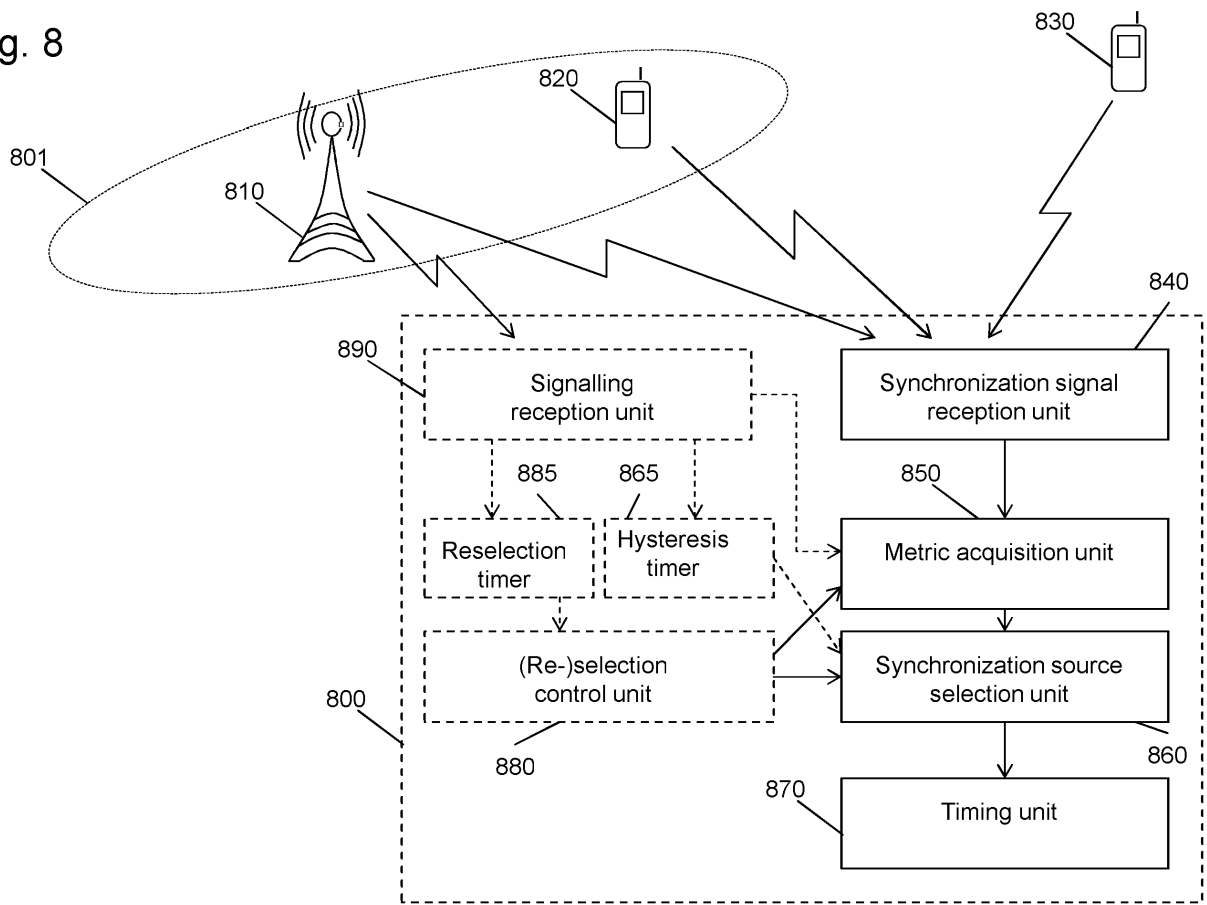 g. 8
830
820
801
810
840
890
Signalling
reception unit
Synchronization signal
reception unit
885
865
850
Reselection
timer
Hysteresis
timer
Metric acquisition unit
(Re-)selection
control unit
Synchronization source
selection unit
800
880
860
870
Timing unit